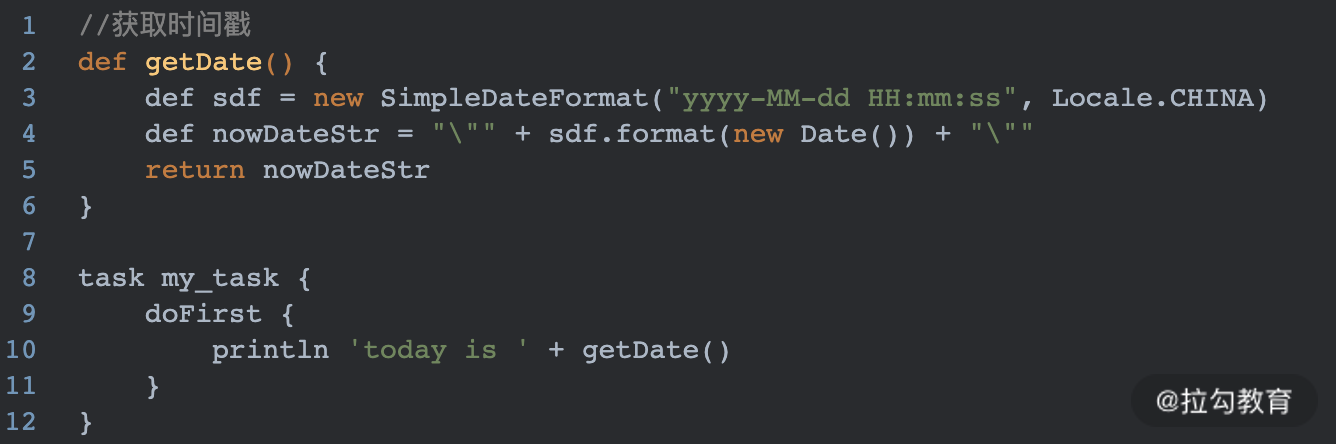 1 //获取时间戳
2 def getDate() {
3     def sdf = new SimpleDateFormat("yyyy-MM-dd HH:mm:ss", Locale.CHINA)
4     def nowDateStr = "\"" + sdf.format(new Date()) + "\""
5     return nowDateStr
6 }
7
8 task my_task {
9     doFirst {
10         println 'today is ' + getDate()
11     }
12 }
@拉勾教育